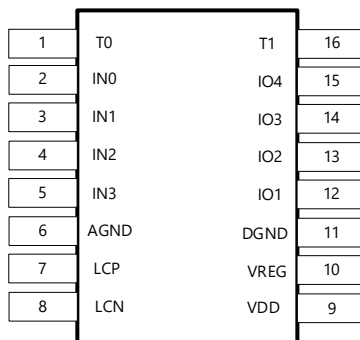 1 T0 T1 16
2 IN0 IO4 15
3 IN1 IO3 14
4 IN2 IO2 13
5 IN3 IO1 12
6 AGND DGND 11
7 LCP VREG 10
8 LCN VDD 9